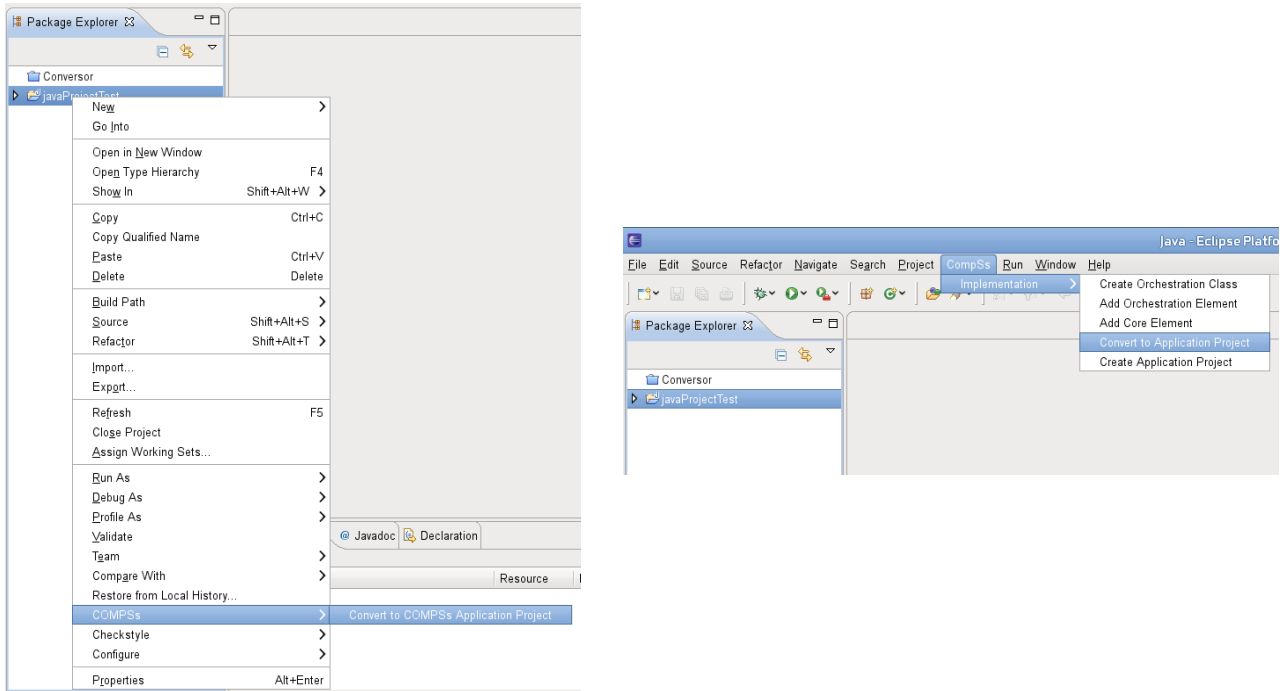 Package Explorer
Conversor
javaProjectTest
New
Go Into
Open in New Window
Open Type Hierarchy F4
Show In Shift+Alt+W
Copy Ctrl+C
Copy Qualified Name
Paste Ctrl+V
Delete Delete
Build Path
Source Shift+Alt+S
Refactor Shift+Alt+T
Import...
Export...
Refresh F5
Close Project
Assign Working Sets...
Run As
Debug As
Profile As
Validate
Team
Compare With
Restore from Local History...
COMPSs Convert to COMPSs Application Project
Checkstyle
Configure
Properties Alt+Enter
@ Javadoc Declaration
Resource
Java - Eclipse Platfo
File Edit Source Refactor Navigate Search Project CompSs Run Window Help
Implementation
Create Orchestration Class
Add Orchestration Element
Add Core Element
Convert to Application Project
Create Application Project
Package Explorer
Conversor
javaProjectTest